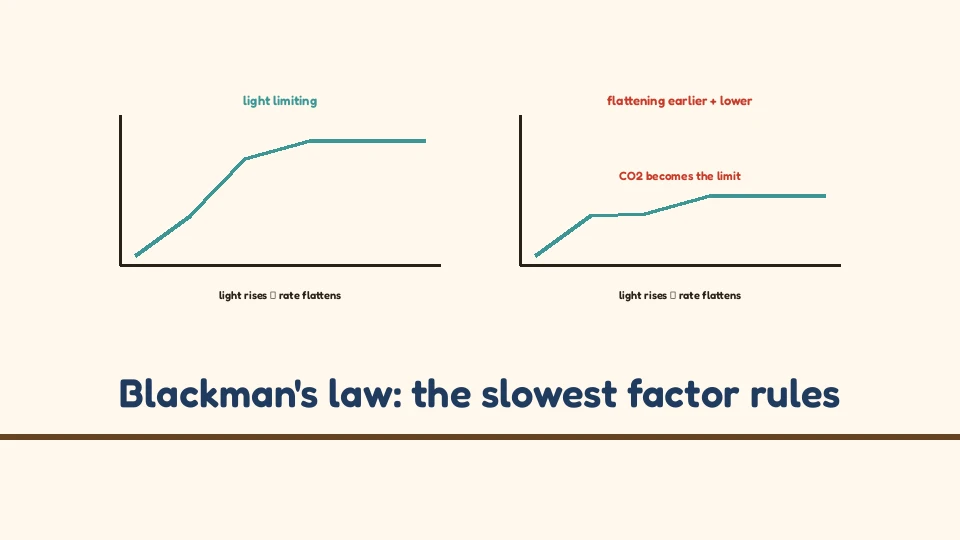 light limiting
flattening earlier + lower
CO2 becomes the limit
light rises □ rate flattens
light rises □ rate flattens
Blackman's law: the slowest factor rules